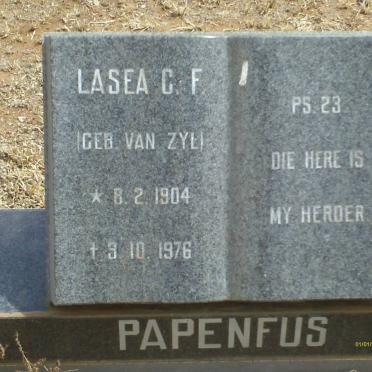 LASEA C. F.
(GEB. VAN ZYL)
* 8. 2. 1904
† 3. 10. 1976
PS. 23.
DIE HERE IS
MY HERDER.
PAPENFUS